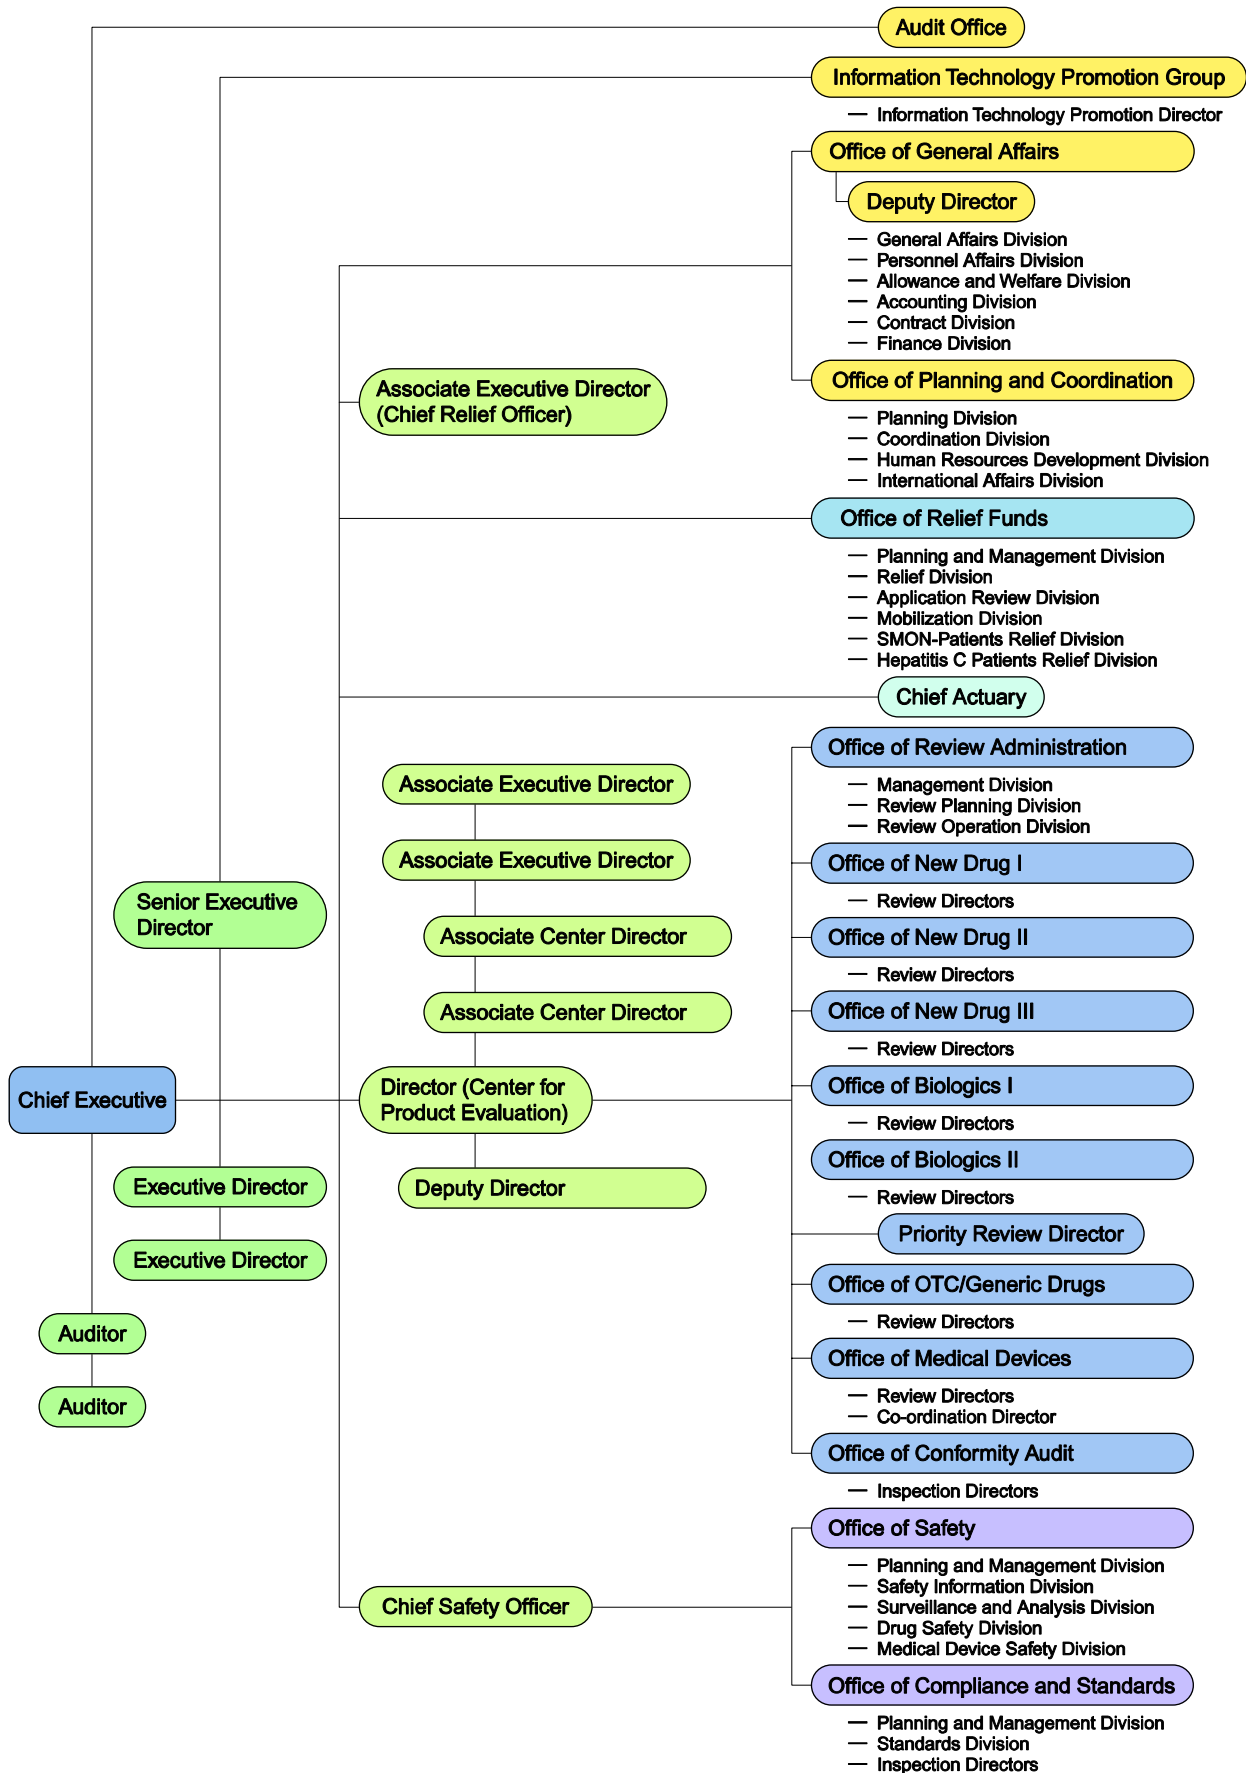 Audit Office
Information Technology Promotion Group
— Information Technology Promotion Director
Office of General Affairs
Deputy Director
— General Affairs Division
— Personnel Affairs Division
— Allowance and Welfare Division
— Accounting Division
— Contract Division
— Finance Division
Office of Planning and Coordination
— Planning Division
— Coordination Division
— Human Resources Development Division
— International Affairs Division
Associate Executive Director
(Chief Relief Officer)
Office of Relief Funds
— Planning and Management Division
— Relief Division
— Application Review Division
— Mobilization Division
— SMON-Patients Relief Division
— Hepatitis C Patients Relief Division
Chief Actuary
Office of Review Administration
— Management Division
— Review Planning Division
— Review Operation Division
Associate Executive Director
Associate Executive Director
Associate Center Director
Associate Center Director
Director (Center for
Product Evaluation)
Deputy Director
Senior Executive
Director
Chief Executive
Executive Director
Executive Director
Auditor
Auditor
Office of New Drug I
— Review Directors
Office of New Drug II
— Review Directors
Office of New Drug III
— Review Directors
Office of Biologics I
— Review Directors
Office of Biologics II
— Review Directors
Priority Review Director
Office of OTC/Generic Drugs
— Review Directors
Office of Medical Devices
— Review Directors
— Co-ordination Director
Office of Conformity Audit
— Inspection Directors
Chief Safety Officer
Office of Safety
— Planning and Management Division
— Safety Information Division
— Surveillance and Analysis Division
— Drug Safety Division
— Medical Device Safety Division
Office of Compliance and Standards
— Planning and Management Division
— Standards Division
— Inspection Directors